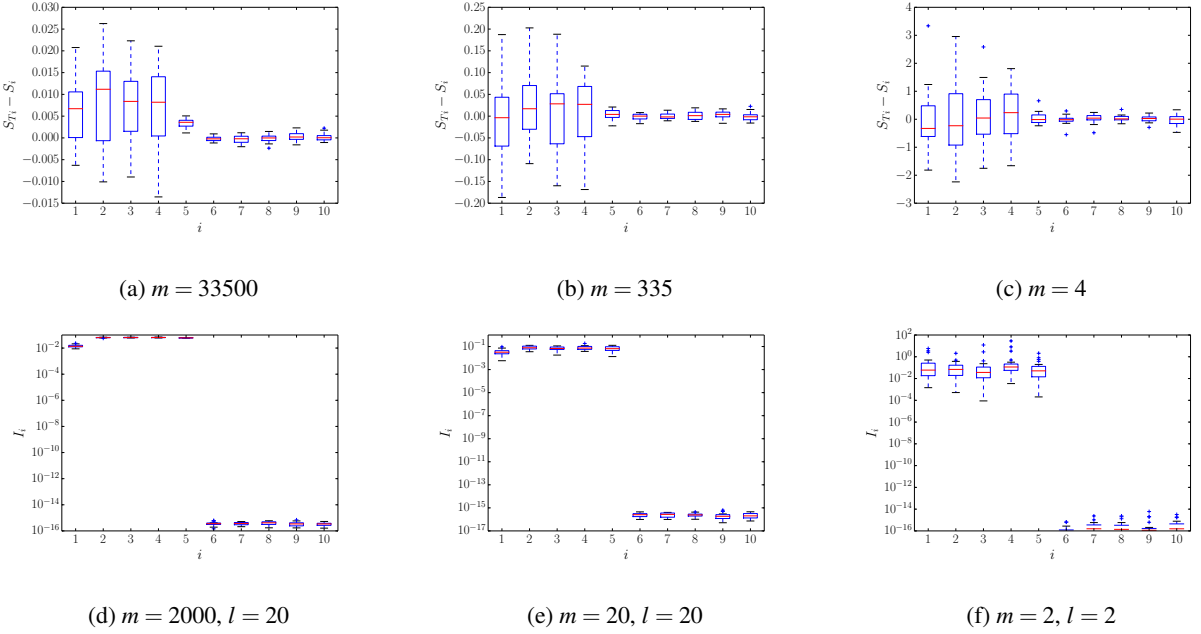 0.030
0.025
0.020
0.015
0.010
0.005
0.000
−0.005
−0.010
−0.015
S_{Ti} − S_i
1 2 3 4 5 6 7 8 9 10
i
(a) m = 33500
0.25
0.20
0.15
0.10
0.05
0.00
−0.05
−0.10
−0.15
−0.20
S_{Ti} − S_i
1 2 3 4 5 6 7 8 9 10
i
(b) m = 335
4
3
2
1
0
−1
−2
−3
S_{Ti} − S_i
1 2 3 4 5 6 7 8 9 10
i
(c) m = 4
10^{−2}
10^{−4}
10^{−6}
10^{−8}
10^{−10}
10^{−12}
10^{−14}
10^{−16}
I_i
1 2 3 4 5 6 7 8 9 10
i
(d) m = 2000, l = 20
10^{−1}
10^{−3}
10^{−5}
10^{−7}
10^{−9}
10^{−11}
10^{−13}
10^{−15}
10^{−17}
I_i
1 2 3 4 5 6 7 8 9 10
i
(e) m = 20, l = 20
10^{2}
10^{0}
10^{−2}
10^{−4}
10^{−6}
10^{−8}
10^{−10}
10^{−12}
10^{−14}
10^{−16}
I_i
1 2 3 4 5 6 7 8 9 10
i
(f) m = 2, l = 2